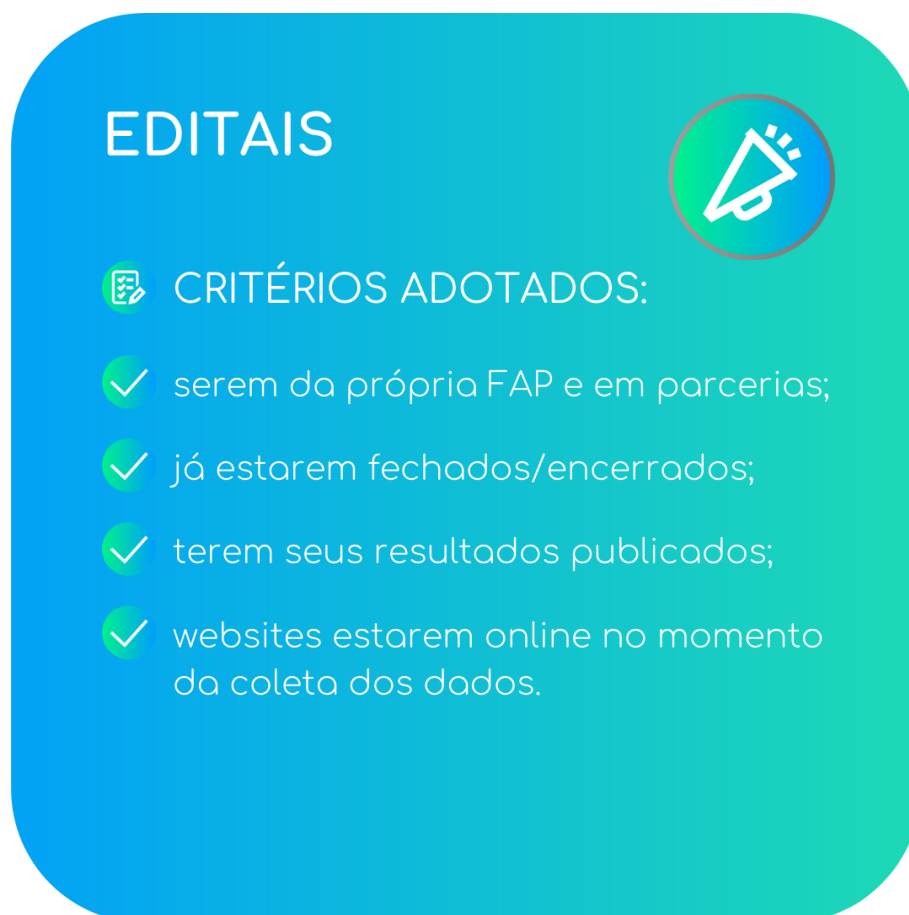 EDITAIS
CRITÉRIOS ADOTADOS:
serem da própria FAP e em parcerias;
já estarem fechados/encerrados;
terem seus resultados publicados;
websites estarem online no momento
da coleta dos dados.